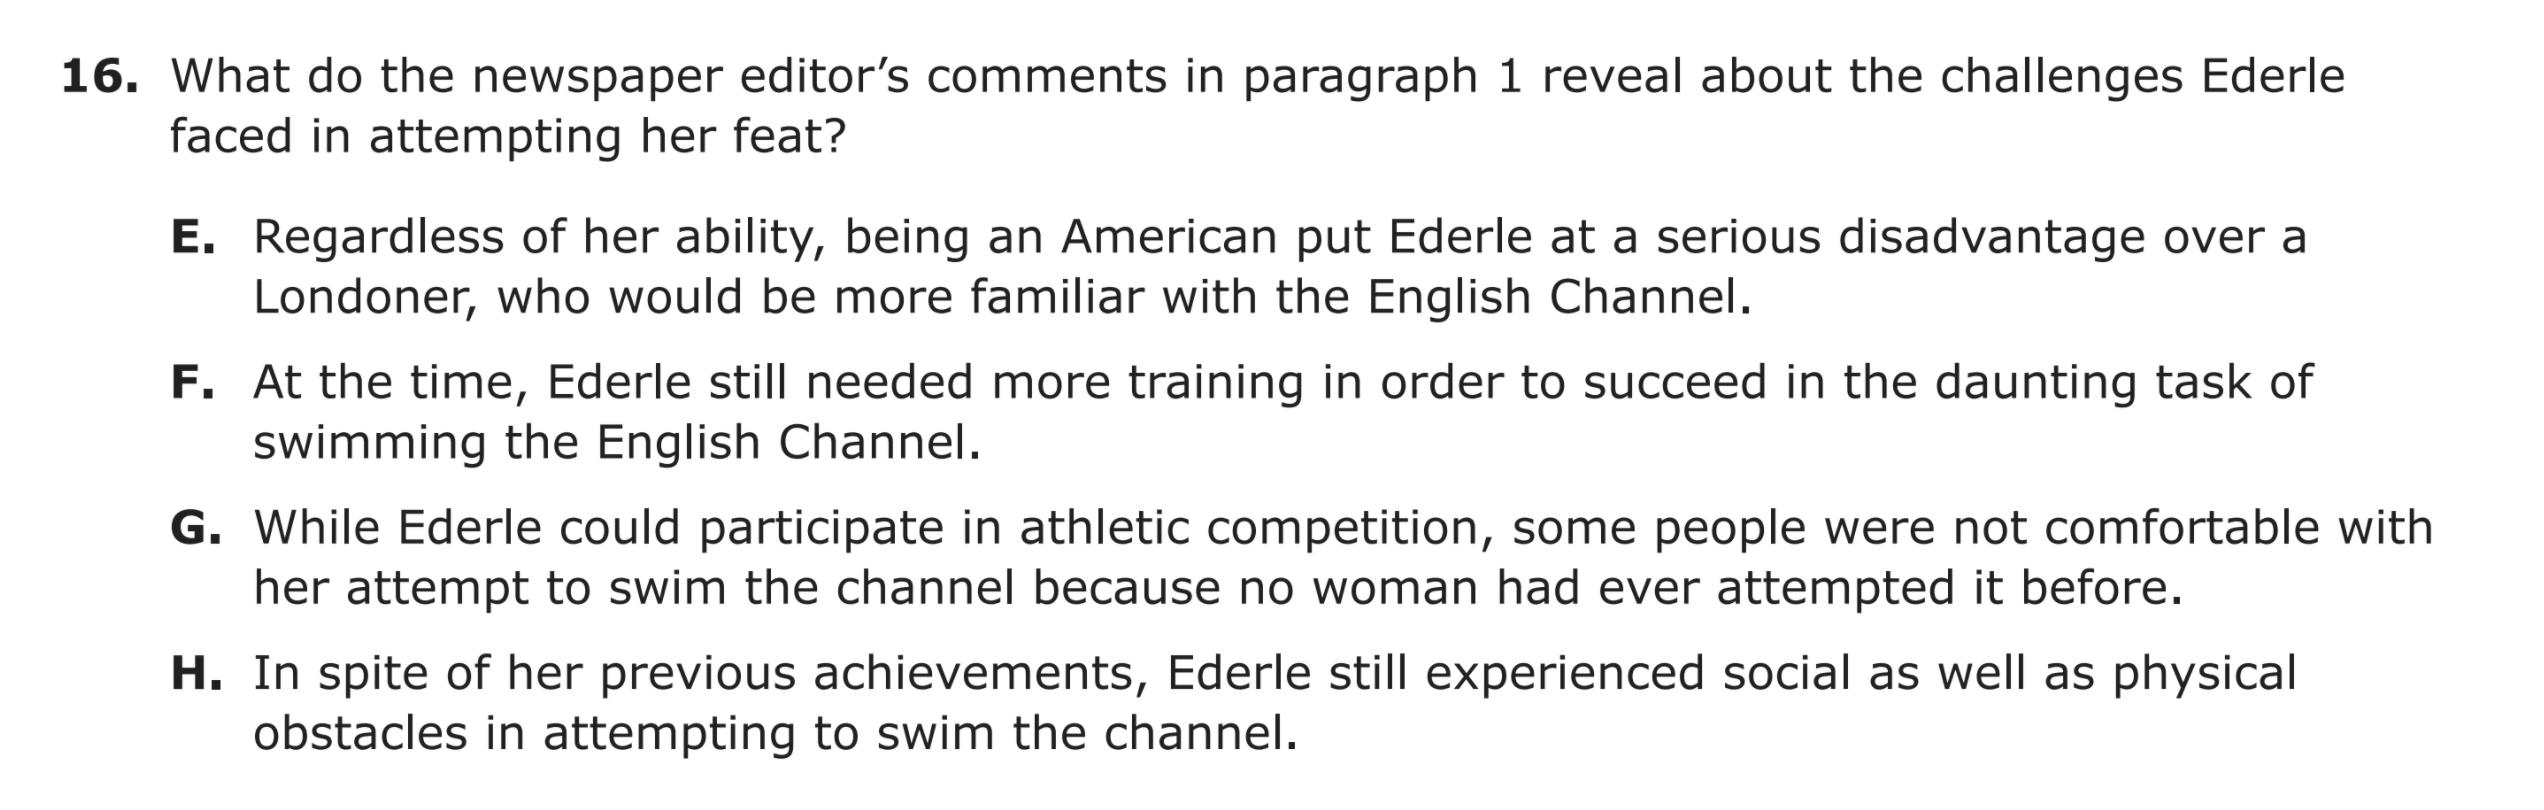 16. What do the newspaper editor’s comments in paragraph 1 reveal about the challenges Ederle
faced in attempting her feat?
E. Regardless of her ability, being an American put Ederle at a serious disadvantage over a
Londoner, who would be more familiar with the English Channel.
F. At the time, Ederle still needed more training in order to succeed in the daunting task of
swimming the English Channel.
G. While Ederle could participate in athletic competition, some people were not comfortable with
her attempt to swim the channel because no woman had ever attempted it before.
H. In spite of her previous achievements, Ederle still experienced social as well as physical
obstacles in attempting to swim the channel.